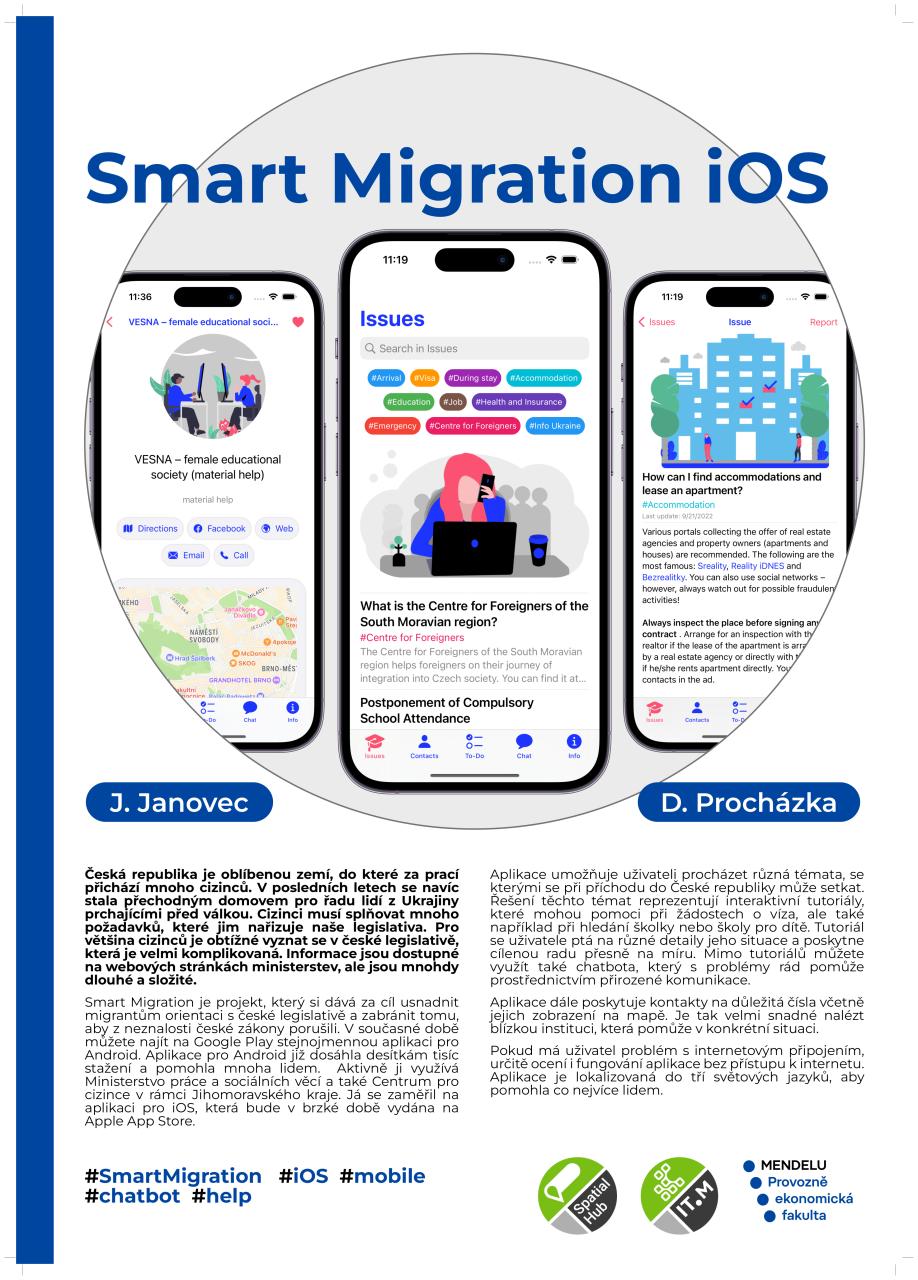 Smart Migration iOS
11:36
VESNA – female educational soci...
VESNA – female educational
society (material help)
material help
Directions
Facebook
Web
Email
Call
Janáčkovo
Divadlo
JEZUITSKÁ
NÁMĚSTÍ
SVOBODY
McDonald's
SKOG
Hrad Špilberk
BRNO-MĚS
GRANDHOTEL BRNO
Chat
Info
11:19
Issues
Search in Issues
#Arrival
#Visa
#During stay
#Accommodation
#Education
#Job
#Health and Insurance
#Emergency
#Centre for Foreigners
#Info Ukraine
What is the Centre for Foreigners of the
South Moravian region?
#Centre for Foreigners
The Centre for Foreigners of the South Moravian
region helps foreigners on their journey of
integration into Czech society. You can find it at...
Postponement of Compulsory
School Attendance
Issues
Contacts
To-Do
Chat
Info
11:19
Issues
Issue
Report
How can I find accommodations and
lease an apartment?
#Accommodation
Last update: 9/21/2022
Various portals collecting the offer of real estate
agencies and property owners (apartments and
houses) are recommended. The following are the
most famous: Sreality, Reality iDNES and
Bezrealitky. You can also use social networks –
however, always watch out for possible fraudulen
activities!
Always inspect the place before signing any
contract . Arrange for an inspection with th
realtor if the lease of the apartment is arra
by a real estate agency or directly with
if he/she rents apartment directly. You
contacts in the ad.
Issues
Contacts
To-D
J. Janovec
D. Procházka
Česká republika je oblíbenou zemí, do které za prací
přichází mnoho cizinců. V posledních letech se navíc
stala přechodným domovem pro řadu lidí z Ukrajiny
prchajícími před válkou. Cizinci musí splňovat mnoho
požadavků, které jim nařizuje naše legislativa. Pro
většina cizinců je obtížné vyznat se v české legislativě,
která je velmi komplikovaná. Informace jsou dostupné
na webových stránkách ministerstev, ale jsou mnohdy
dlouhé a složité.
Smart Migration je projekt, který si dává za cíl usnadnit
migrantům orientaci s české legislativě a zabránit tomu,
aby z neznalosti české zákony porušili. V současné době
můžete najít na Google Play stejnojmennou aplikaci pro
Android. Aplikace pro Android již dosáhla desítkám tisíc
stažení a pomohla mnoha lidem. Aktivně ji využívá
Ministerstvo práce a sociálních věcí a také Centrum pro
cizince v rámci Jihomoravského kraje. Já se zaměřil na
aplikaci pro iOS, která bude v brzké době vydána na
Apple App Store.
Aplikace umožňuje uživateli procházet různá témata, se
kterými se při příchodu do České republiky může setkat.
Řešení těchto témat reprezentují interaktivní tutoriály,
které mohou pomoci při žádostech o víza, ale také
například při hledání školky nebo školy pro dítě. Tutoriál
se uživatele ptá na různé detaily jeho situace a poskytne
cílenou radu přesně na míru. Mimo tutoriálů můžete
využít také chatbota, který s problémy rád pomůže
prostřednictvím přirozené komunikace.
Aplikace dále poskytuje kontakty na důležitá čísla včetně
jejich zobrazení na mapě. Je tak velmi snadné nalézt
blízkou instituci, která pomůže v konkrétní situaci.
Pokud má uživatel problém s internetovým připojením,
určitě ocení i fungování aplikace bez přístupu k internetu.
Aplikace je lokalizovaná do tří světových jazyků, aby
pomohla co nejvíce lidem.
#SmartMigration #iOS #mobile
#chatbot #help
Spatial
Hub
IT.M
MENDELU
Provozně
ekonomická
fakulta